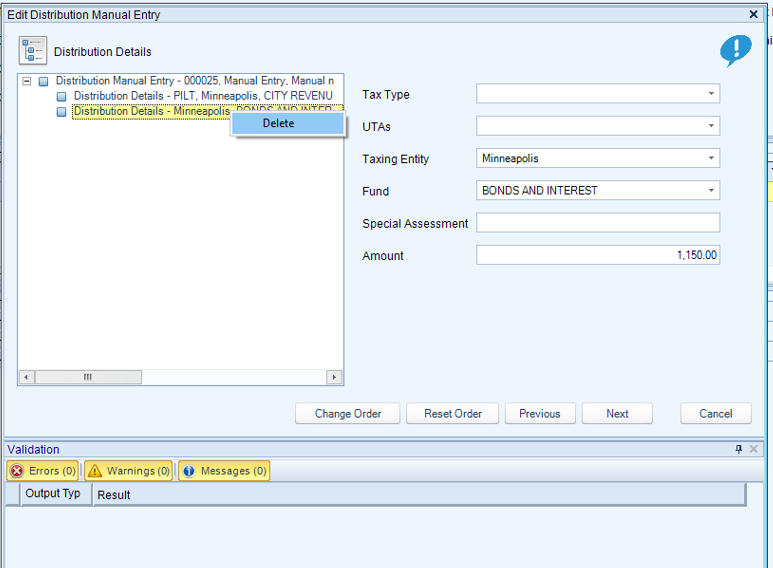 Edit Distribution Manual Entry
Distribution Details
Distribution Manual Entry - 000025, Manual Entry, Manual n
Distribution Details - PILT, Minneapolis, CITY REVENU
Distribution Details - Minneapolis, BONDS AND INTER
Delete
Tax Type
UTAs
Taxing Entity Minneapolis
Fund BONDS AND INTEREST
Special Assessment
Amount 1,150.00
Change Order Reset Order Previous Next Cancel
Validation
Errors (0) Warnings (0) Messages (0)
Output Typ Result